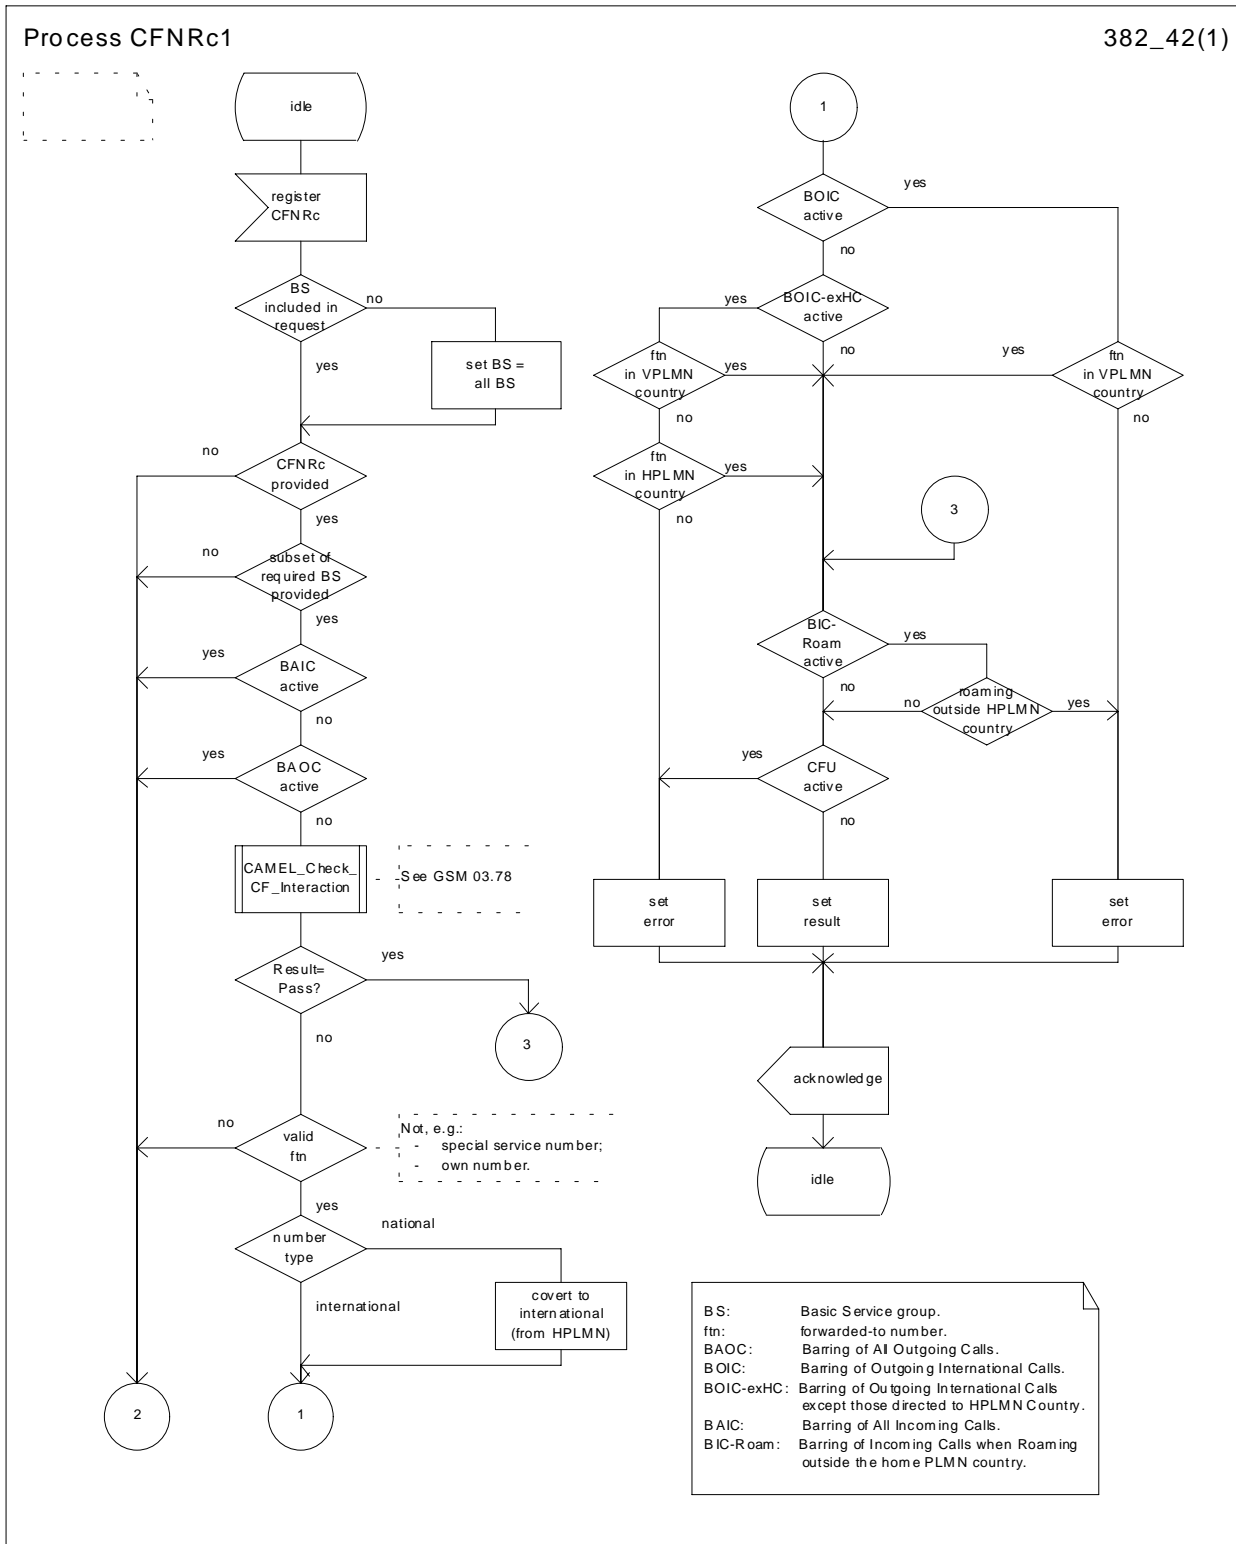 Process CFNRc1
382_42(1)
idle
register
CFNRc
BS
included in
request
no
yes
set BS =
all BS
no
CFNRc
provided
yes
no
subset of
required BS
provided
yes
yes
BAIC
active
no
yes
BAOC
active
no
CAMEL_Check_
CF_Interaction
See GSM 03.78
Result=
Pass?
yes
no
3
no
valid
ftn
Not, e.g.:
- special service number;
- own number.
yes
number
type
national
international
covert to
international
(from HPLMN)
2
1
1
BOIC
active
yes
no
yes
BOIC-exHC
active
no
ftn
in VPLMN
country
yes
no
yes
ftn
in VPLMN
country
no
ftn
in HPLMN
country
yes
no
3
BIC-
Roam
active
yes
no
no
roaming
outside HPLMN
country
yes
yes
CFU
active
no
set
error
set
result
set
error
acknowledge
idle
BS: Basic Service group.
ftn: forwarded-to number.
BAOC: Barring of All Outgoing Calls.
BOIC: Barring of Outgoing International Calls.
BOIC-exHC: Barring of Outgoing International Calls
except those directed to HPLMN Country.
BAIC: Barring of All Incoming Calls.
BIC-Roam: Barring of Incoming Calls when Roaming
outside the home PLMN country.